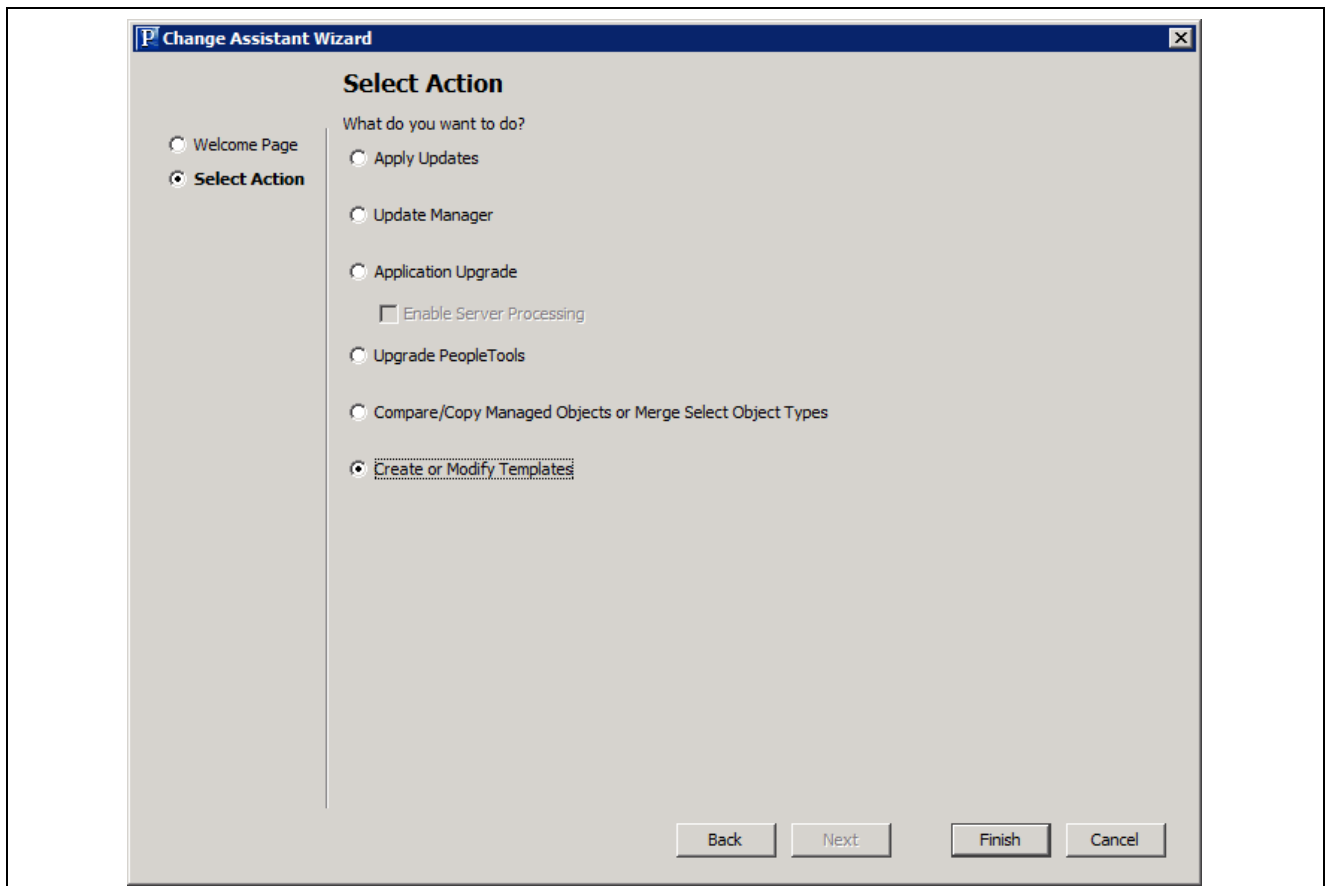 Change Assistant Wizard
Select Action
What do you want to do?
Welcome Page
Select Action
Apply Updates
Update Manager
Application Upgrade
Enable Server Processing
Upgrade PeopleTools
Compare/Copy Managed Objects or Merge Select Object Types
Create or Modify Templates
Back Next Finish Cancel